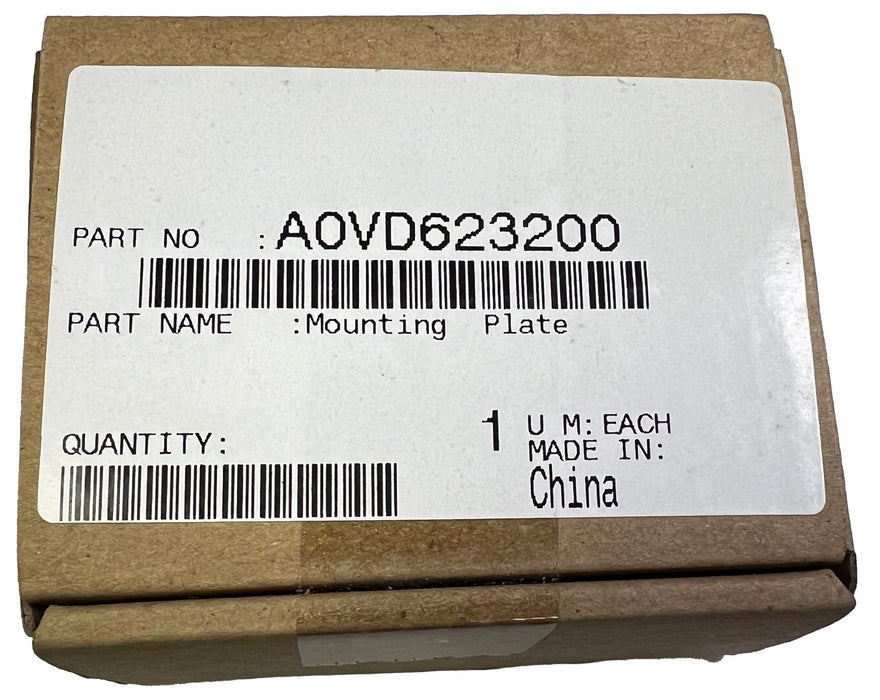 PART NO :A0VD623200
PART NAME :Mounting Plate
QUANTITY: 1 U M: EACH
MADE IN:
China